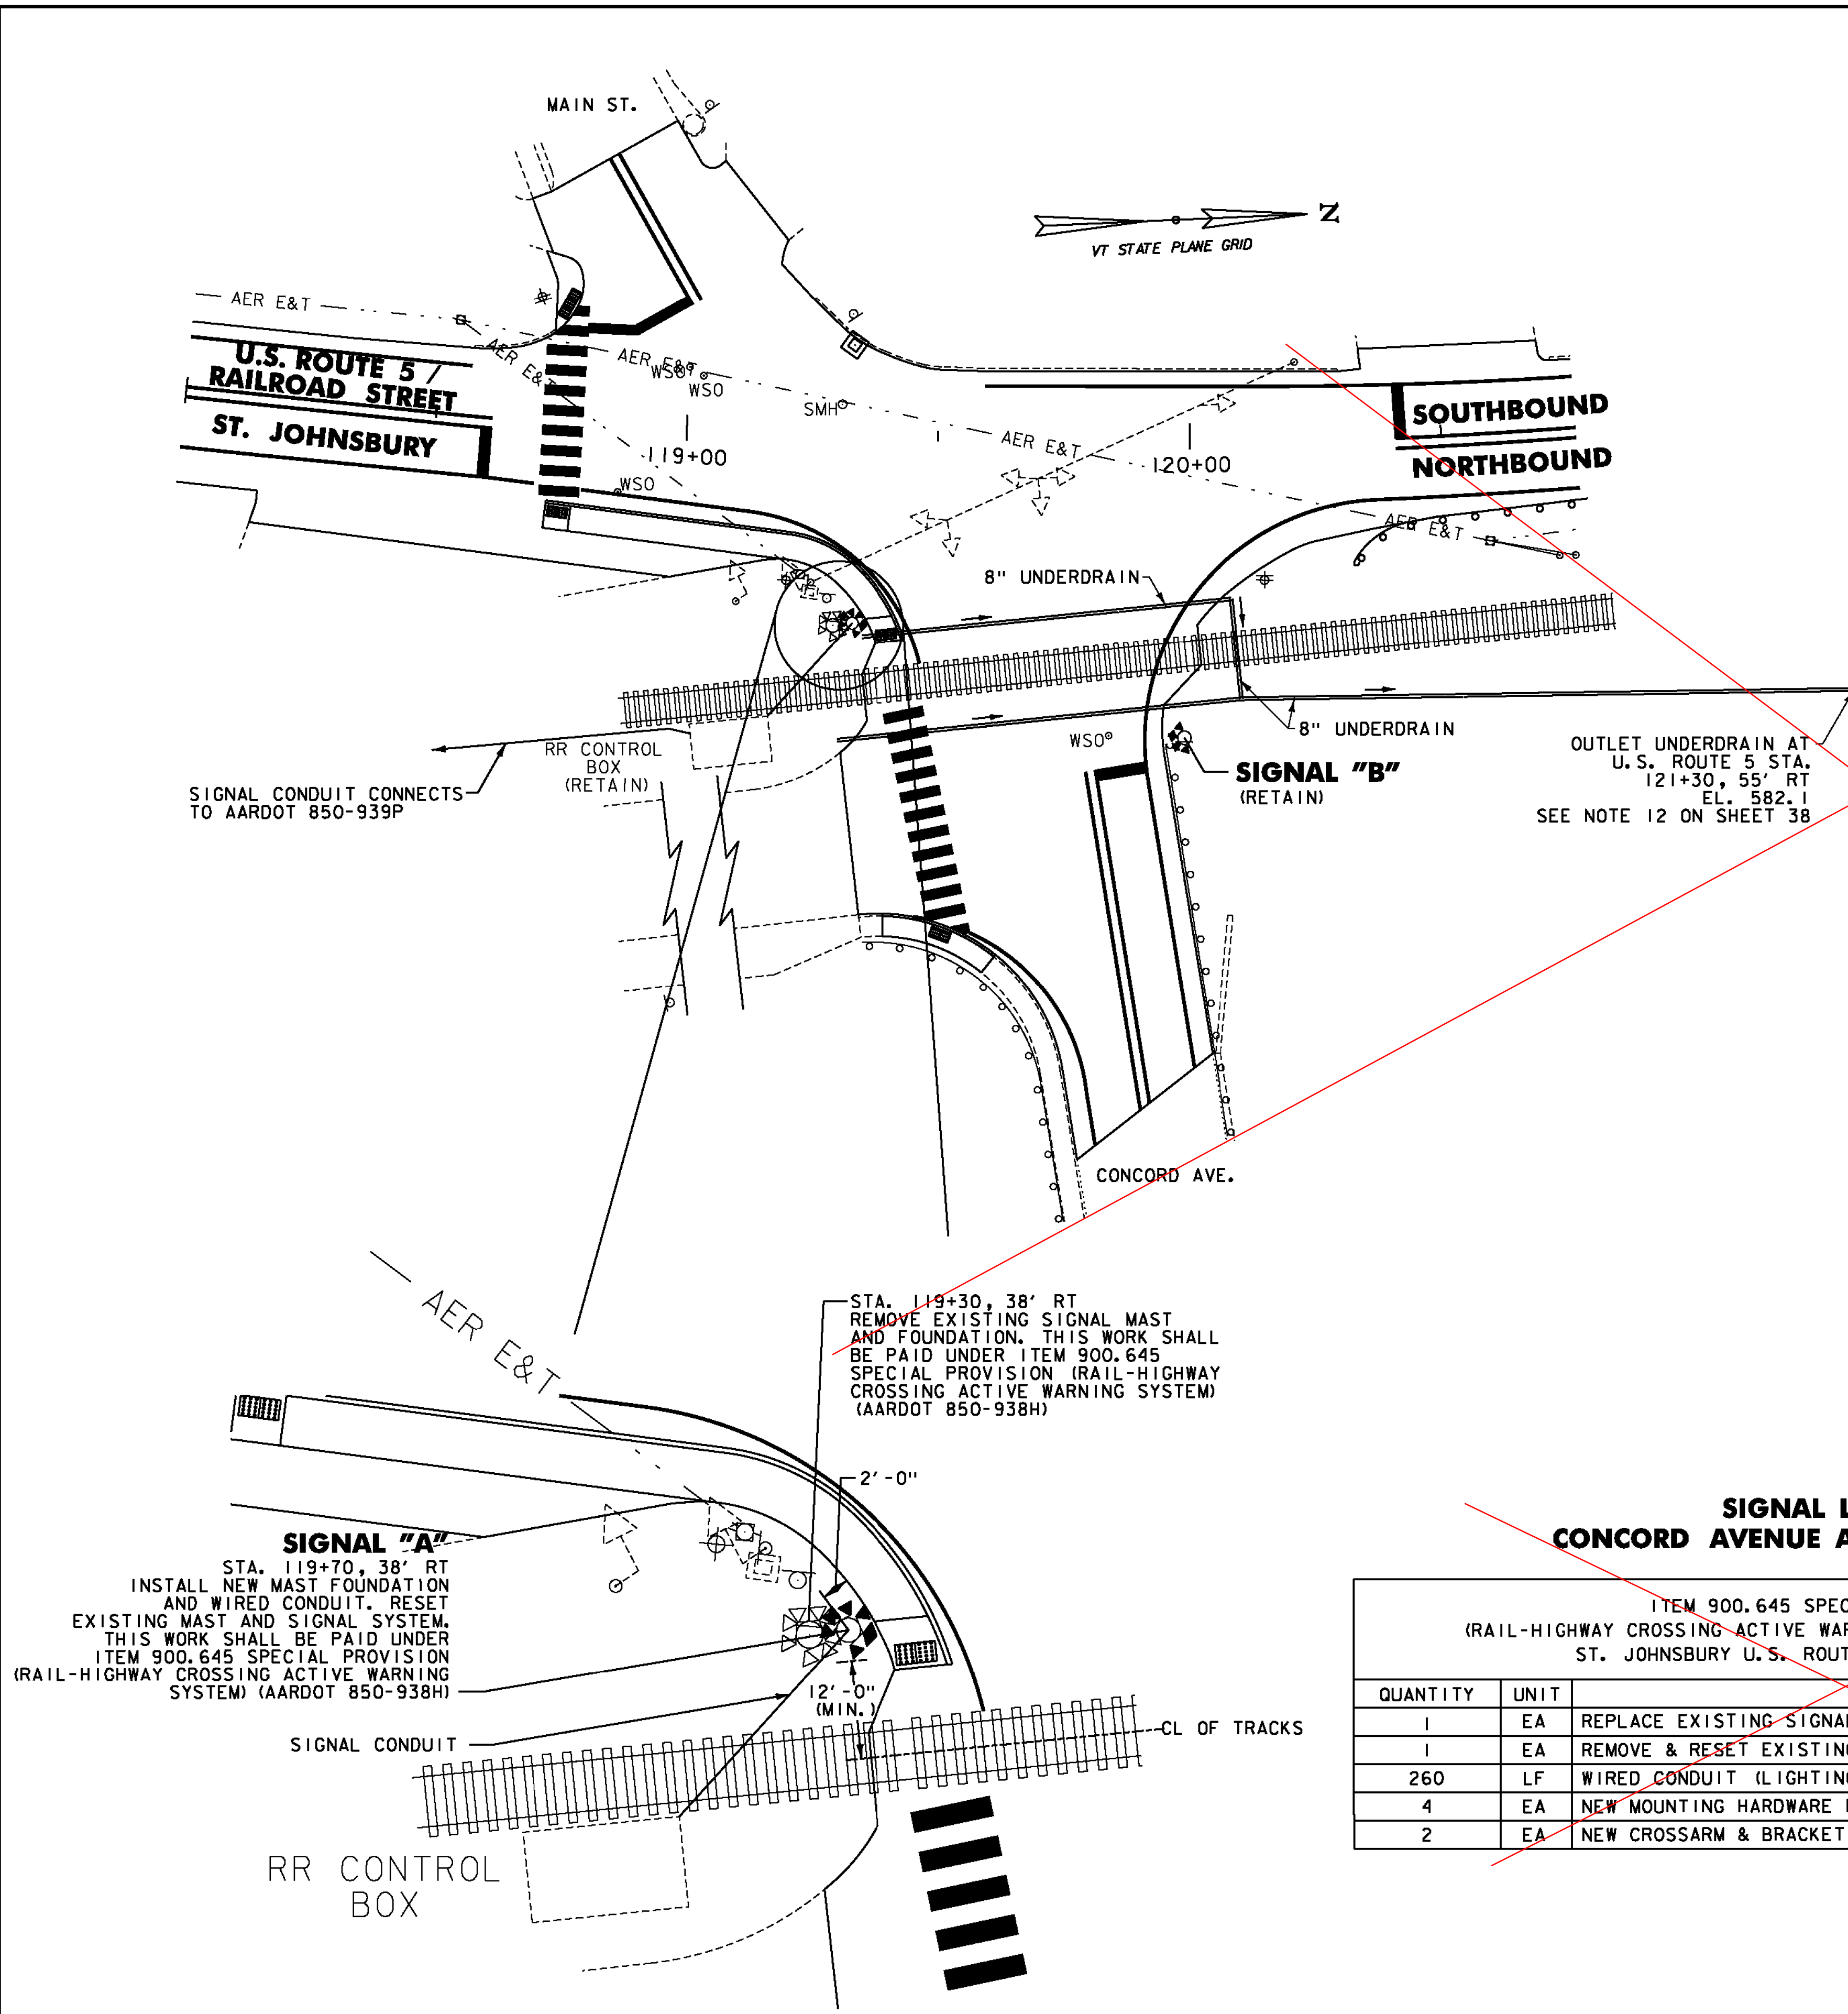 MAIN ST.
N
VT STATE PLANE GRID
AER E&T
U.S. ROUTE 5 /
RAILROAD STREET
ST. JOHNSBURY
AER E&T
AER E&T
WSO
WSO
SMH
119+00
WSO
AER E&T
120+00
SOUTHBOUND
NORTHBOUND
AER E&T
8" UNDERDRAIN
8" UNDERDRAIN
WSO
RR CONTROL
BOX
(RETAIN)
SIGNAL CONDUIT CONNECTS
TO AARDOT 850-939P
SIGNAL "B"
(RETAIN)
OUTLET UNDERDRAIN AT
U.S. ROUTE 5 STA.
121+30, 55' RT
EL. 582.1
SEE NOTE 12 ON SHEET 38
CONCORD AVE.
AER E&T
STA. 119+30, 38' RT
REMOVE EXISTING SIGNAL MAST
AND FOUNDATION. THIS WORK SHALL
BE PAID UNDER ITEM 900.645
SPECIAL PROVISION (RAIL-HIGHWAY
CROSSING ACTIVE WARNING SYSTEM)
(AARDOT 850-938H)
2'-0"
SIGNAL "A"
STA. 119+70, 38' RT
INSTALL NEW MAST FOUNDATION
AND WIRED CONDUIT. RESET
EXISTING MAST AND SIGNAL SYSTEM.
THIS WORK SHALL BE PAID UNDER
ITEM 900.645 SPECIAL PROVISION
(RAIL-HIGHWAY CROSSING ACTIVE WARNING
SYSTEM) (AARDOT 850-938H)
12'-0"
(MIN.)
SIGNAL CONDUIT
CL OF TRACKS
RR CONTROL
BOX
SIGNAL L
CONCORD AVENUE A
ITEM 900.645 SPEC
(RAIL-HIGHWAY CROSSING ACTIVE WAR
ST. JOHNSBURY U.S. ROUT
QUANTITY UNIT
1 EA REPLACE EXISTING SIGNAL
1 EA REMOVE & RESET EXISTING
260 LF WIRED CONDUIT (LIGHTING
4 EA NEW MOUNTING HARDWARE
2 EA NEW CROSSARM & BRACKET